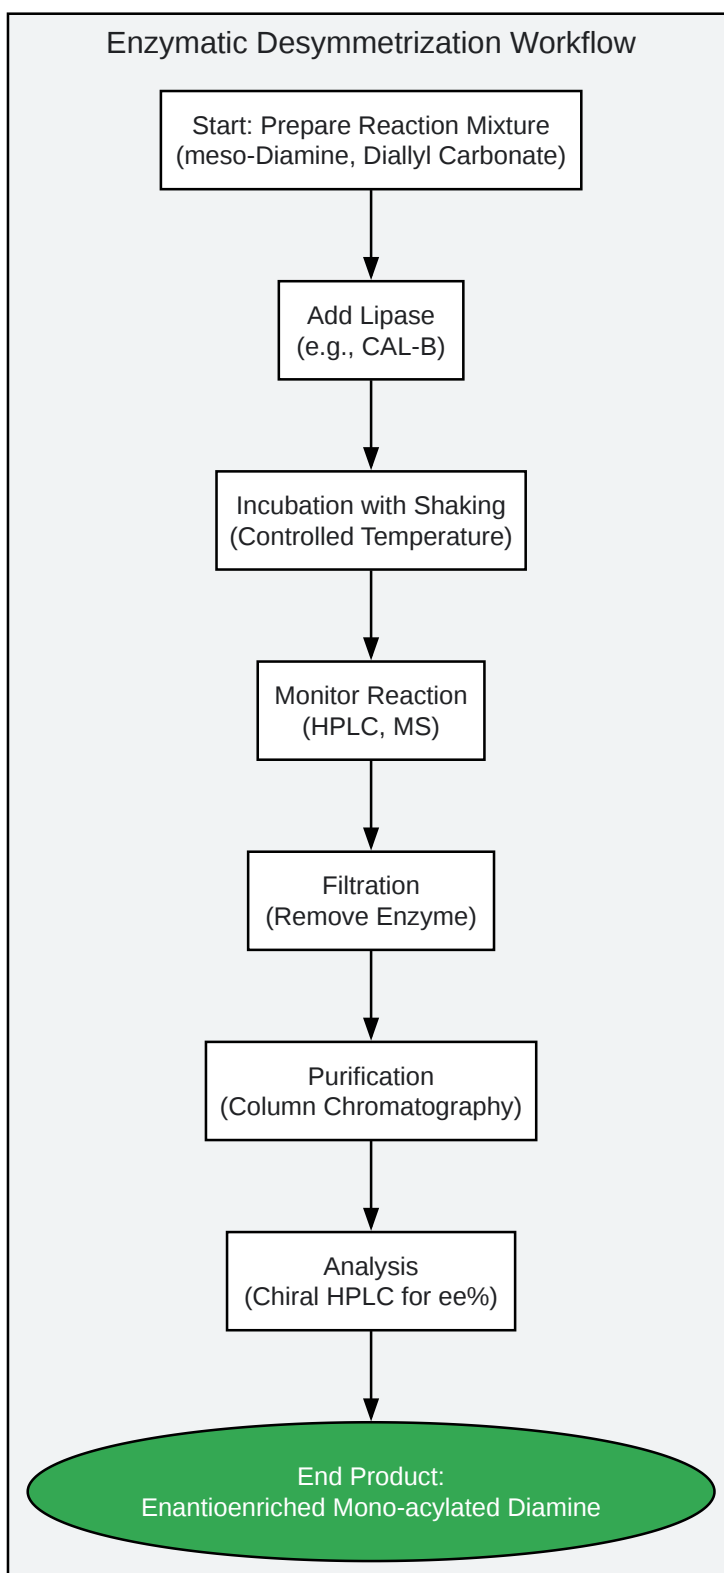 Enzymatic Desymmetrization Workflow
Start: Prepare Reaction Mixture
(meso-Diamine, Diallyl Carbonate)
Add Lipase
(e.g., CAL-B)
Incubation with Shaking
(Controlled Temperature)
Monitor Reaction
(HPLC, MS)
Filtration
(Remove Enzyme)
Purification
(Column Chromatography)
Analysis
(Chiral HPLC for ee%)
End Product:
Enantioenriched Mono-acylated Diamine